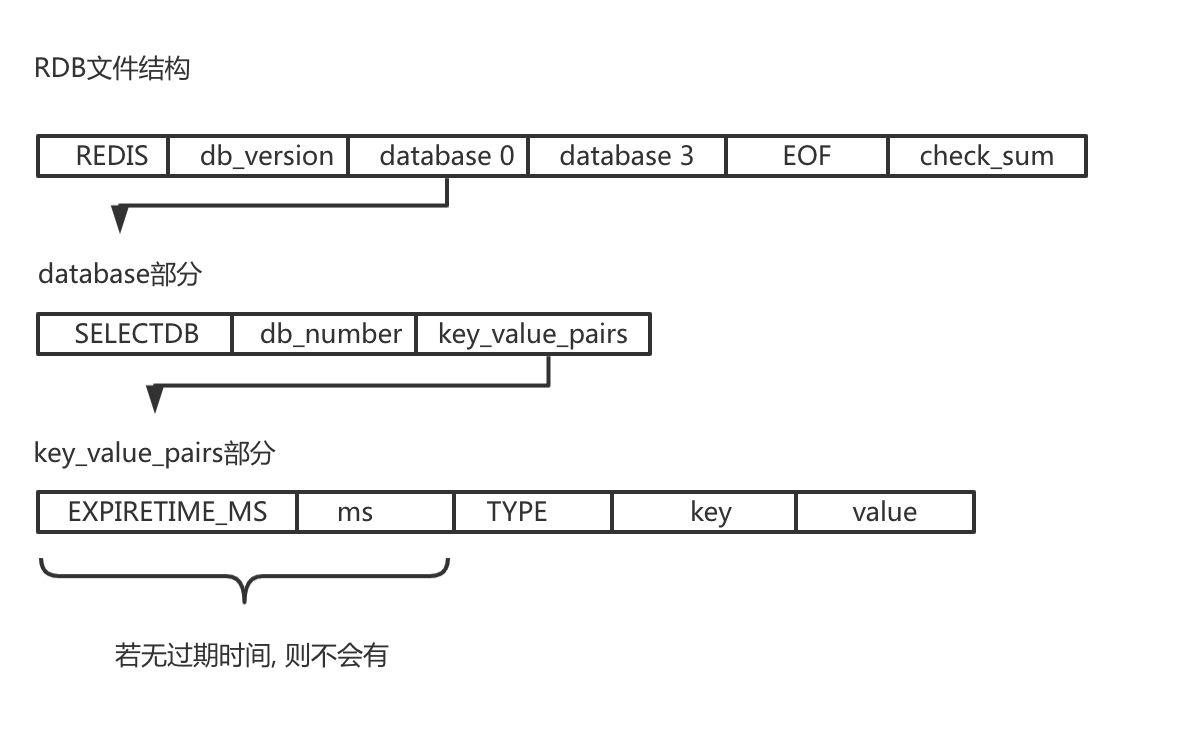 RDB文件结构
REDIS db_version database 0 database 3 EOF check_sum
database部分
SELECTDB db_number key_value_pairs
key_value_pairs部分
EXPIRETIME_MS ms TYPE key value
若无过期时间, 则不会有